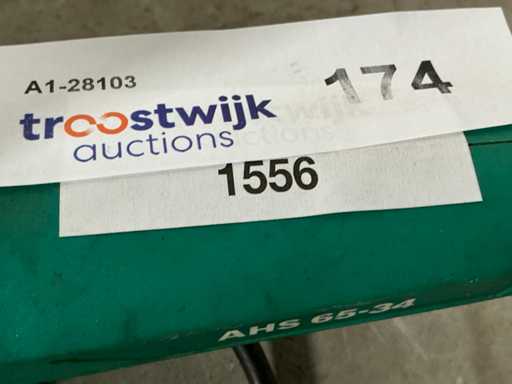 A1-28103
174
troostwijk
auctions
1556
AHS 65-34